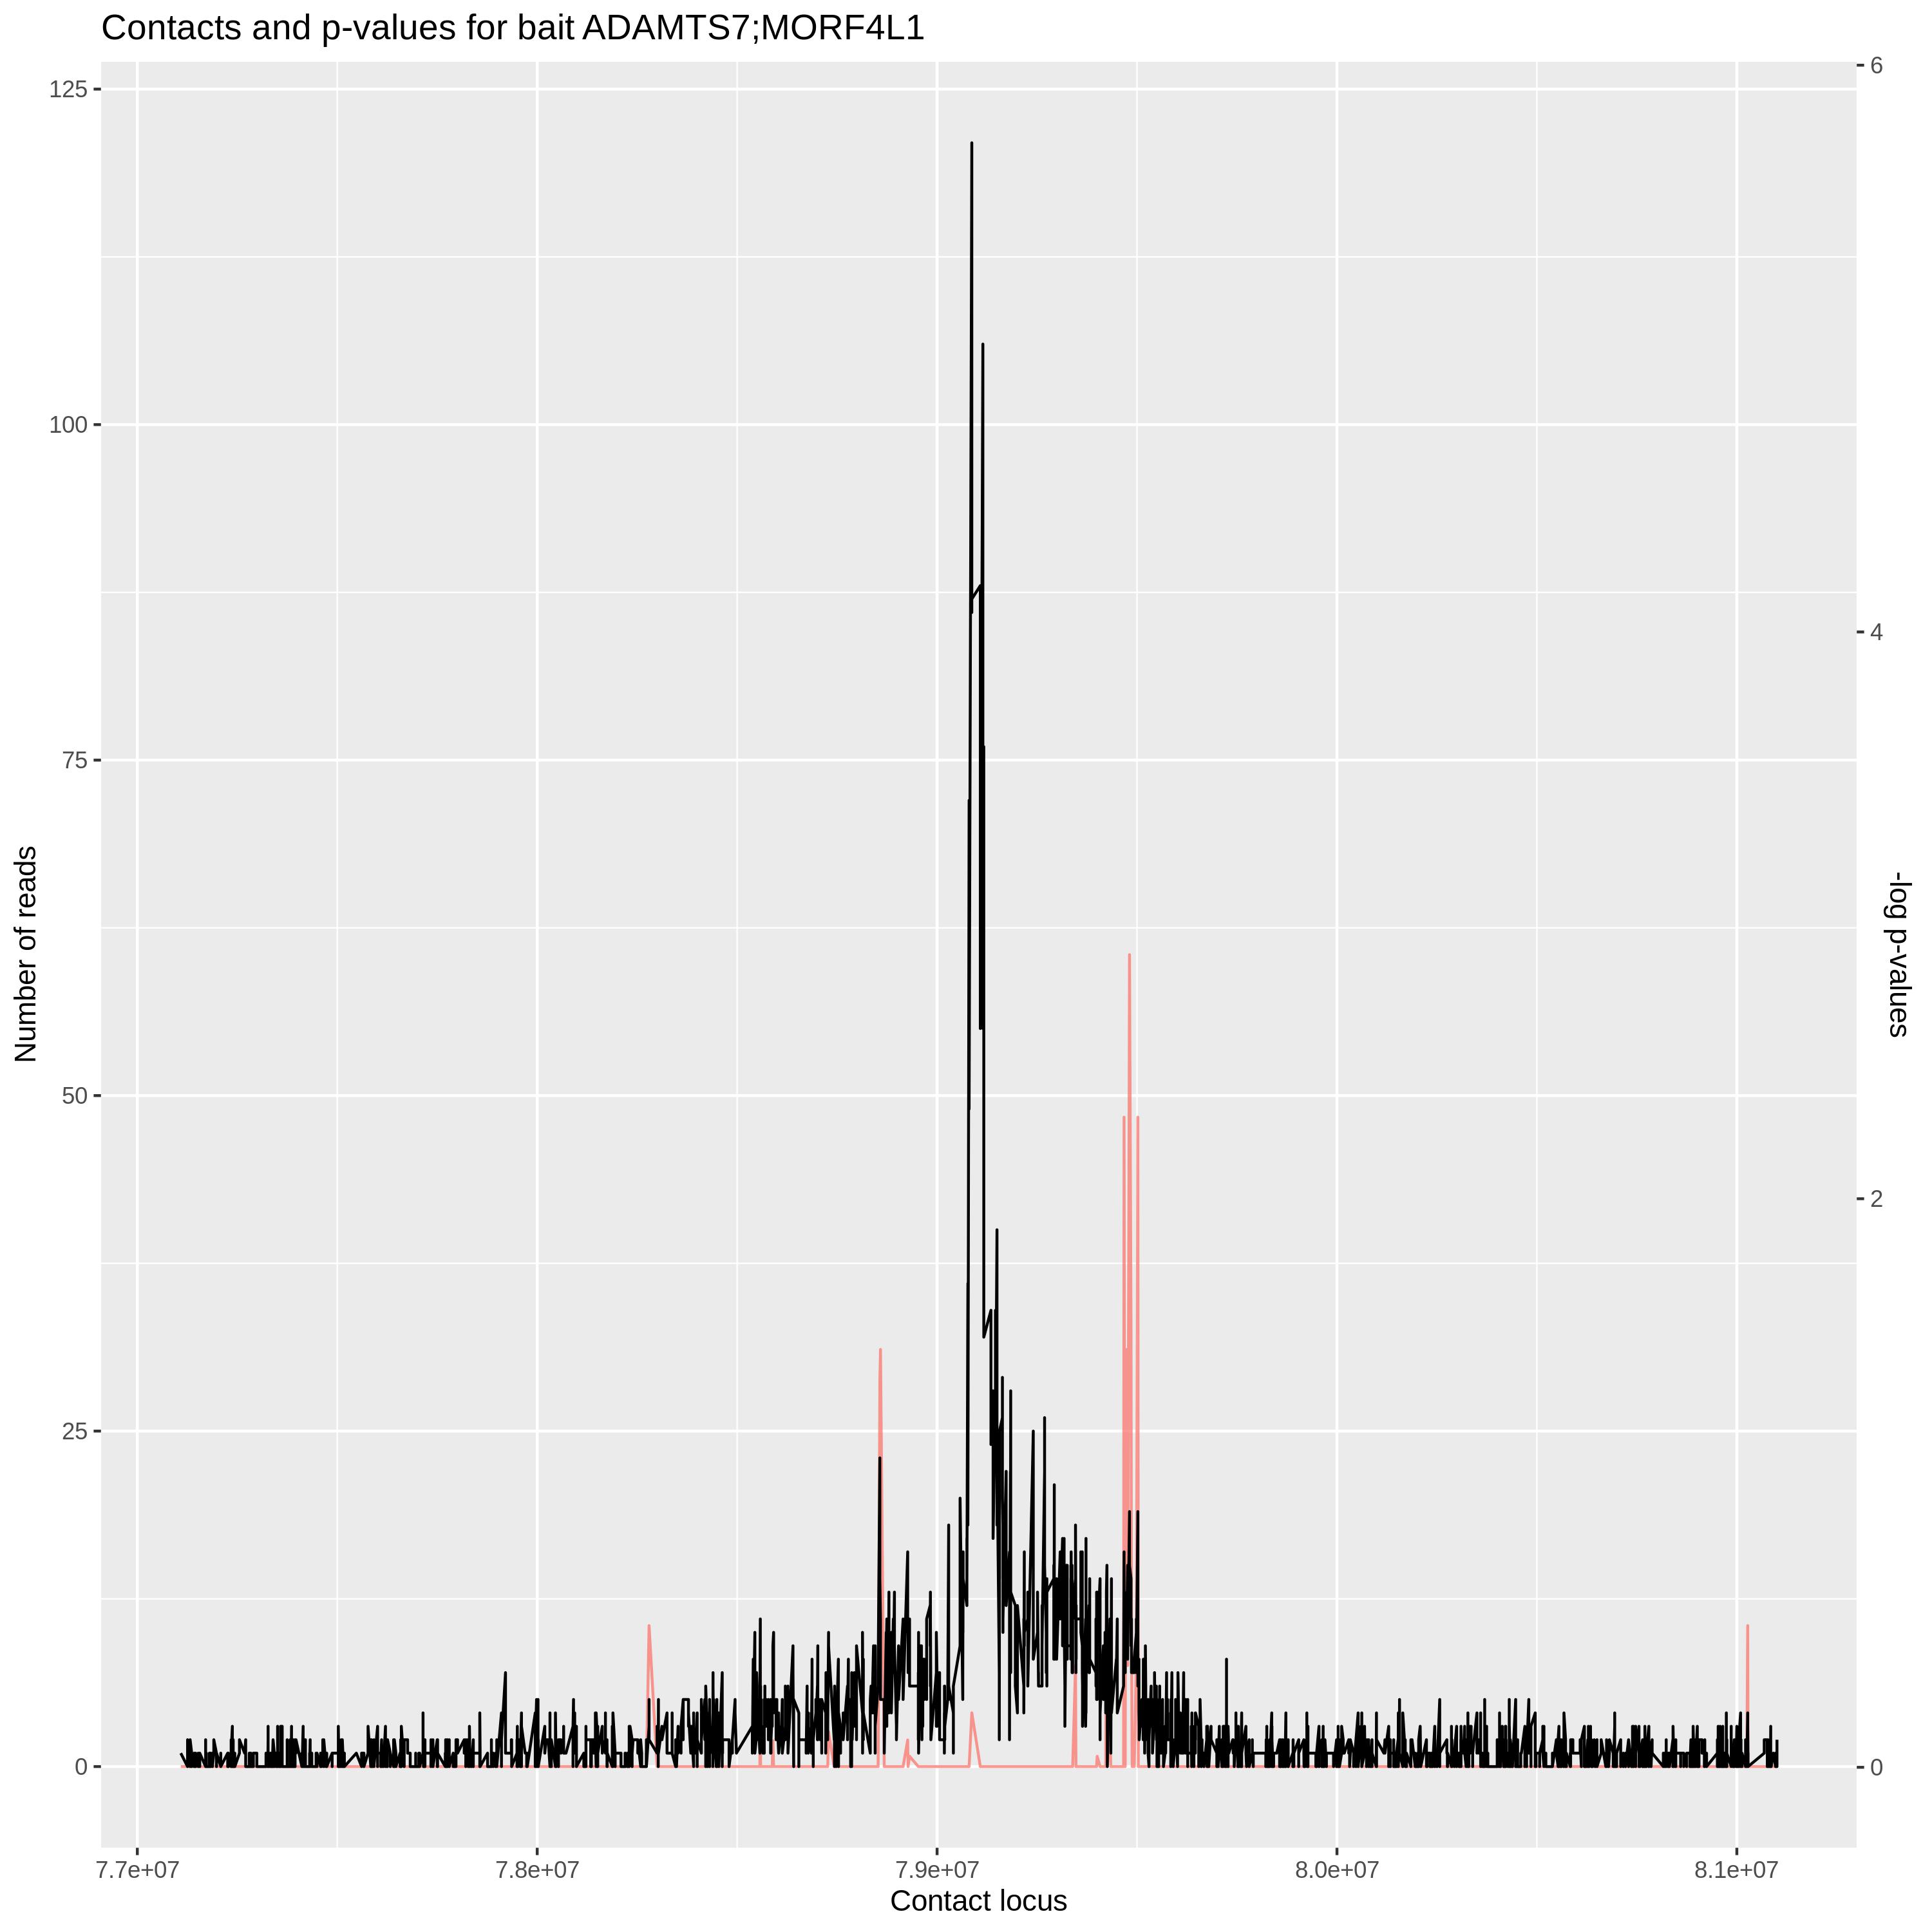 Contacts and p-values for bait ADAMTS7;MORF4L1
125
100
75
50
25
0
Number of reads
6
4
2
0
-log p-values
7.7e+07 7.8e+07 7.9e+07 8.0e+07 8.1e+07
Contact locus